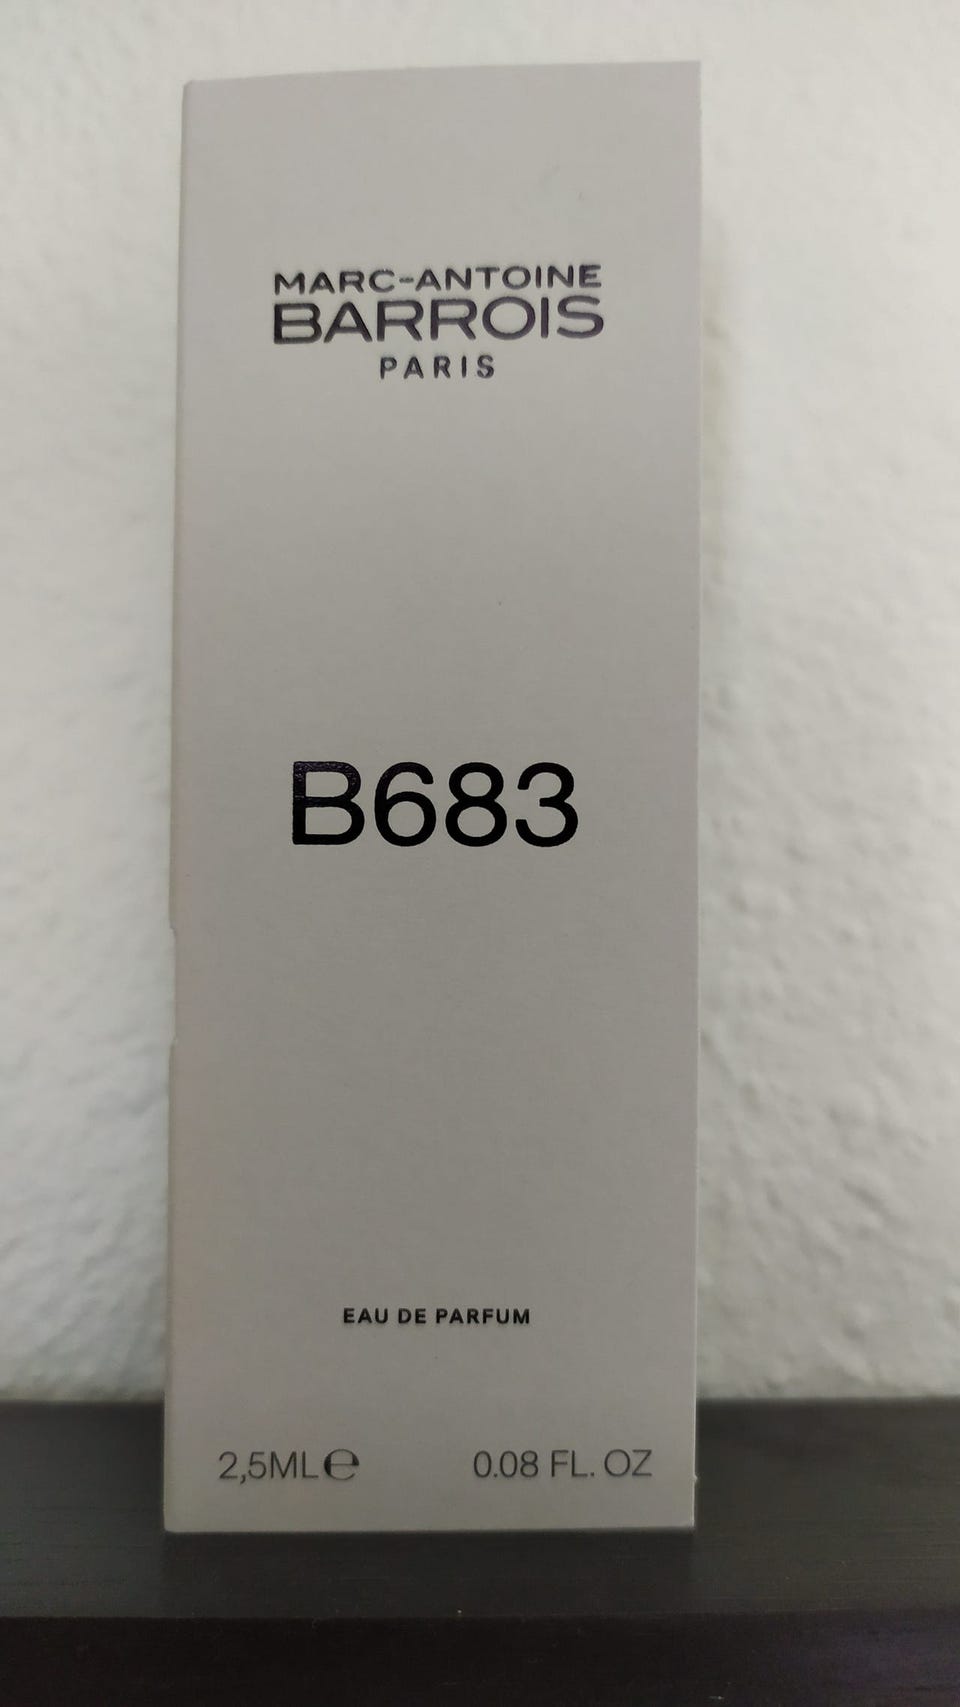 MARC-ANTOINE
BARROIS
PARIS
B683
EAU DE PARFUM
2,5ML℮ 0.08 FL. OZ